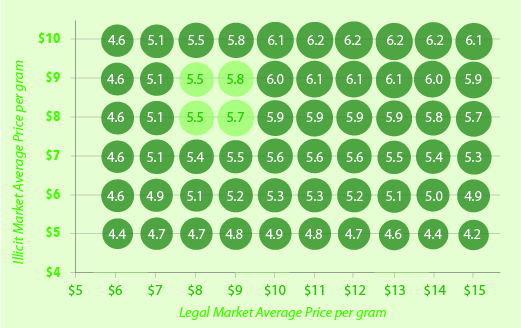 Illicit Market Average Price per gram
$10 4.6 5.1 5.5 5.8 6.1 6.2 6.2 6.2 6.2 6.1
$9 4.6 5.1 5.5 5.8 6.0 6.1 6.1 6.1 6.0 5.9
$8 4.6 5.1 5.5 5.7 5.9 5.9 5.9 5.9 5.8 5.7
$7 4.6 5.1 5.4 5.5 5.6 5.6 5.6 5.5 5.4 5.3
$6 4.6 4.9 5.1 5.2 5.3 5.3 5.2 5.1 5.0 4.9
$5 4.4 4.7 4.7 4.8 4.9 4.8 4.7 4.6 4.4 4.2
$4
$5 $6 $7 $8 $9 $10 $11 $12 $13 $14 $15
Legal Market Average Price per gram